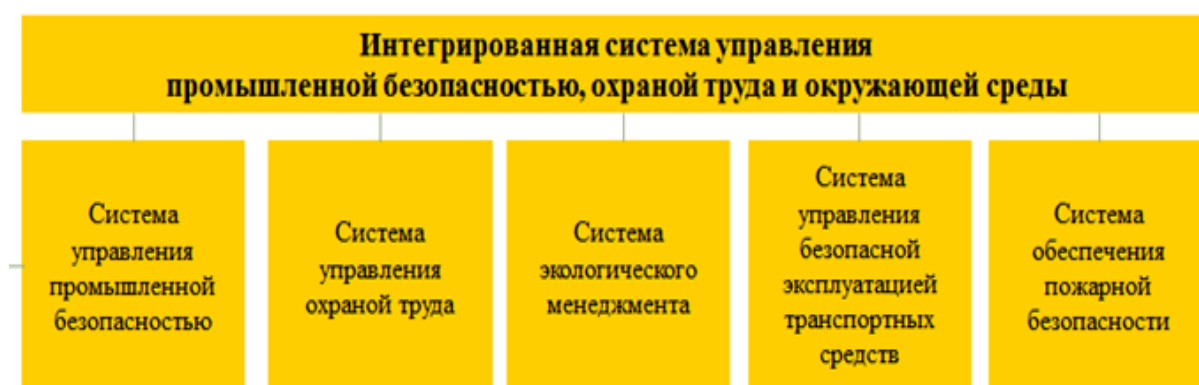 Интегрированная система управления
промышленной безопасностью, охраной труда и окружающей среды
Система
управления
промышленной
безопасностью
Система
управления
охраной труда
Система
экологического
менеджмента
Система
управления
безопасной
эксплуатацией
транспортных
средств
Система
обеспечения
пожарной
безопасности